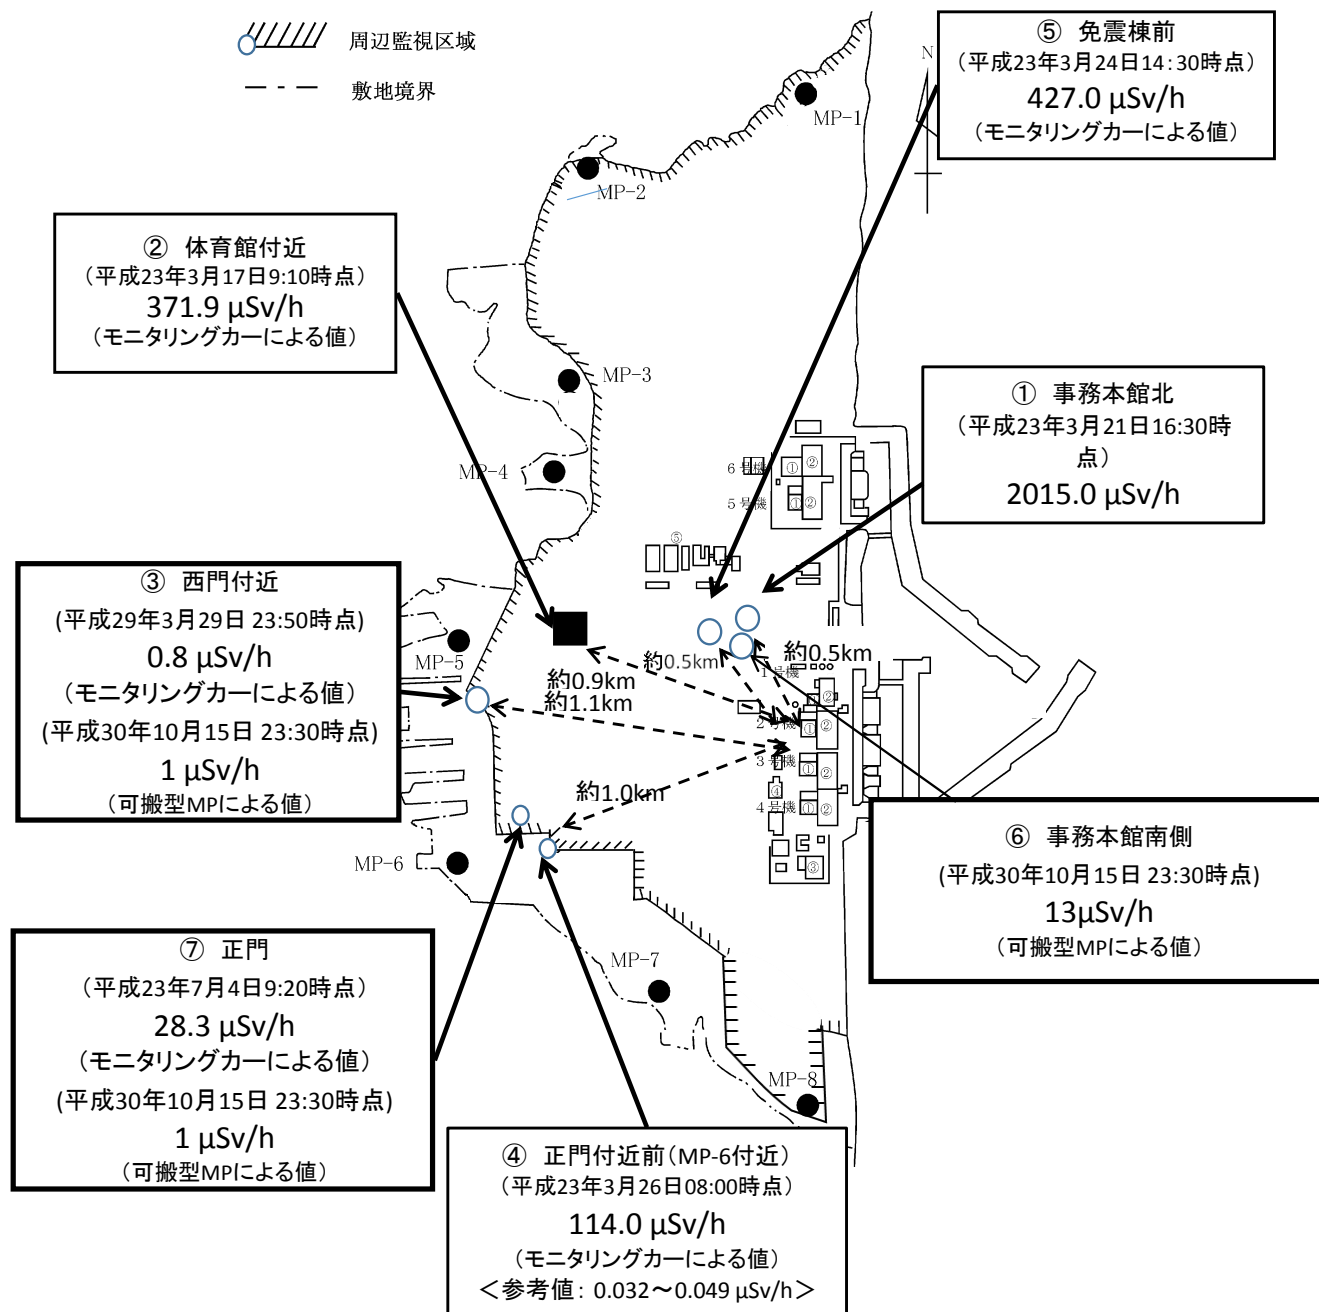 周辺監視区域
敷地境界
⑤ 免震棟前
(平成23年3月24日14:30時点)
427.0 μSv/h
(モニタリングカーによる値)
N
MP-1
MP-2
② 体育館付近
(平成23年3月17日9:10時点)
371.9 μSv/h
(モニタリングカーによる値)
MP-3
① 事務本館北
(平成23年3月21日16:30時
点)
2015.0 μSv/h
MP-4
6号機
① ②
5号機
① ②
⑤
③ 西門付近
(平成29年3月29日 23:50時点)
0.8 μSv/h
(モニタリングカーによる値)
(平成30年10月15日 23:30時点)
1 μSv/h
(可搬型MPによる値)
MP-5
約0.5km
約0.5km
約0.9km
約1.1km
1号機
②
2号機
① ②
3号機
① ②
④
4号機
① ②
③
約1.0km
MP-6
⑥ 事務本館南側
(平成30年10月15日 23:30時点)
13μSv/h
(可搬型MPによる値)
⑦ 正門
(平成23年7月4日9:20時点)
28.3 μSv/h
(モニタリングカーによる値)
(平成30年10月15日 23:30時点)
1 μSv/h
(可搬型MPによる値)
MP-7
MP-8
④ 正門付近前(MP-6付近)
(平成23年3月26日08:00時点)
114.0 μSv/h
(モニタリングカーによる値)
<参考値: 0.032~0.049 μSv/h>